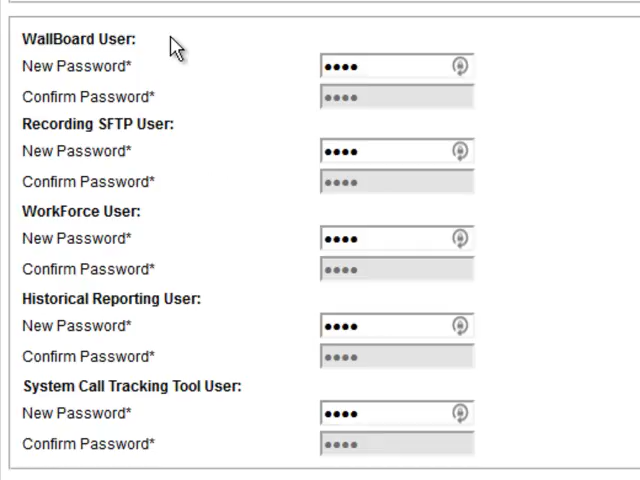 WallBoard User:
New Password*
••••
Confirm Password*
••••
Recording SFTP User:
New Password*
••••
Confirm Password*
••••
WorkForce User:
New Password*
••••
Confirm Password*
••••
Historical Reporting User:
New Password*
••••
Confirm Password*
••••
System Call Tracking Tool User:
New Password*
••••
Confirm Password*
••••